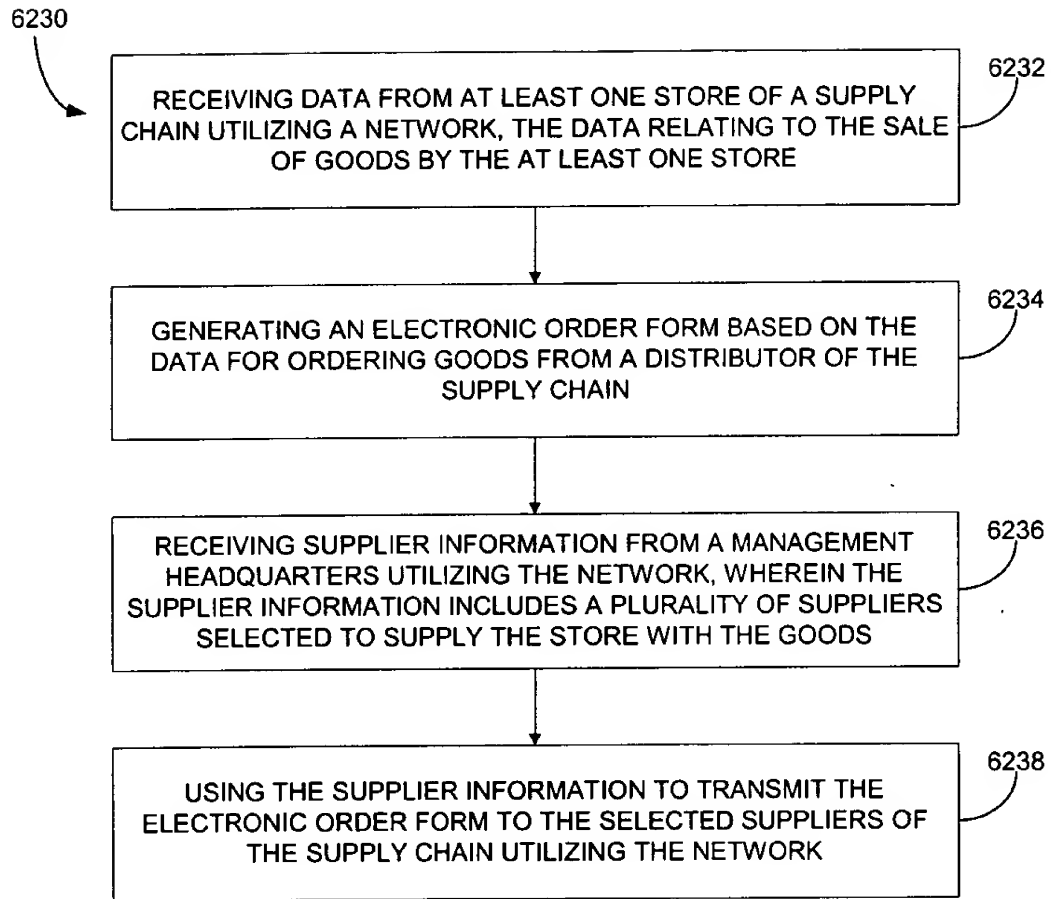 6230
6232
RECEIVING DATA FROM AT LEAST ONE STORE OF A SUPPLY
CHAIN UTILIZING A NETWORK, THE DATA RELATING TO THE SALE
OF GOODS BY THE AT LEAST ONE STORE
6234
GENERATING AN ELECTRONIC ORDER FORM BASED ON THE
DATA FOR ORDERING GOODS FROM A DISTRIBUTOR OF THE
SUPPLY CHAIN
6236
RECEIVING SUPPLIER INFORMATION FROM A MANAGEMENT
HEADQUARTERS UTILIZING THE NETWORK, WHEREIN THE
SUPPLIER INFORMATION INCLUDES A PLURALITY OF SUPPLIERS
SELECTED TO SUPPLY THE STORE WITH THE GOODS
6238
USING THE SUPPLIER INFORMATION TO TRANSMIT THE
ELECTRONIC ORDER FORM TO THE SELECTED SUPPLIERS OF
THE SUPPLY CHAIN UTILIZING THE NETWORK